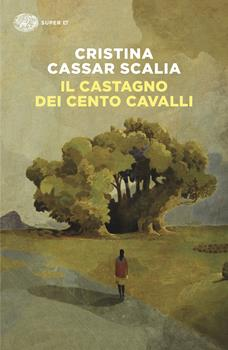 SUPER ET
CRISTINA
CASSAR SCALIA
IL CASTAGNO
DEI CENTO CAVALLI